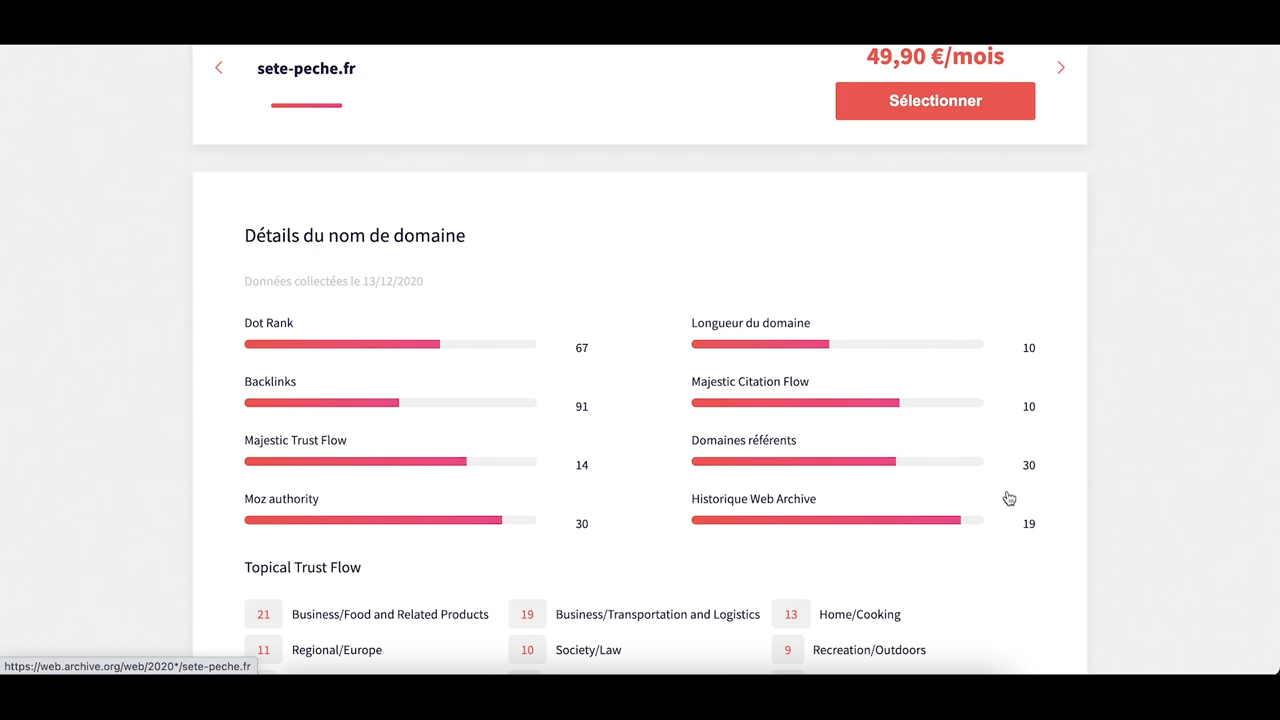 sete-peche.fr
49,90 €/mois
Sélectionner
Détails du nom de domaine
Données collectées le 13/12/2020
Dot Rank
67
Longueur du domaine
10
Backlinks
91
Majestic Citation Flow
10
Majestic Trust Flow
14
Domaines référents
30
Moz authority
30
Historique Web Archive
19
Topical Trust Flow
21 Business/Food and Related Products
19 Business/Transportation and Logistics
13 Home/Cooking
11 Regional/Europe
10 Society/Law
9 Recreation/Outdoors
https://web.archive.org/web/2020*/sete-peche.fr